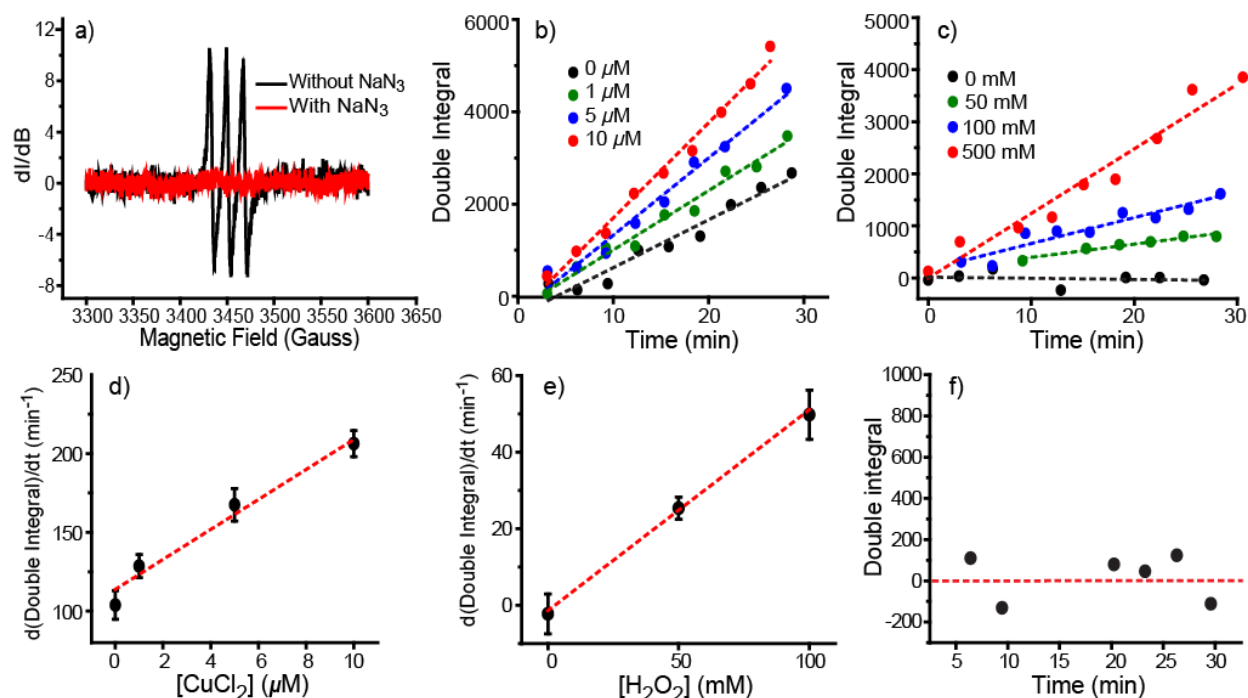 a)
12
8
4
0
-4
-8
dI/dB
Without NaN₃
With NaN₃
3300 3350 3400 3450 3500 3550 3600 3650
Magnetic Field (Gauss)
b)
6000
4000
2000
0
Double Integral
0 µM
1 µM
5 µM
10 µM
0 10 20 30
Time (min)
c)
5000
4000
3000
2000
1000
0
Double Integral
0 mM
50 mM
100 mM
500 mM
0 10 20 30
Time (min)
d)
250
200
150
100
d(Double Integral)/dt (min⁻¹)
0 2 4 6 8 10
[CuCl₂] (µM)
e)
60
40
20
0
d(Double Integral)/dt (min⁻¹)
0 50 100
[H₂O₂] (mM)
f)
1000
800
600
400
200
0
-200
Double integral
5 10 15 20 25 30
Time (min)